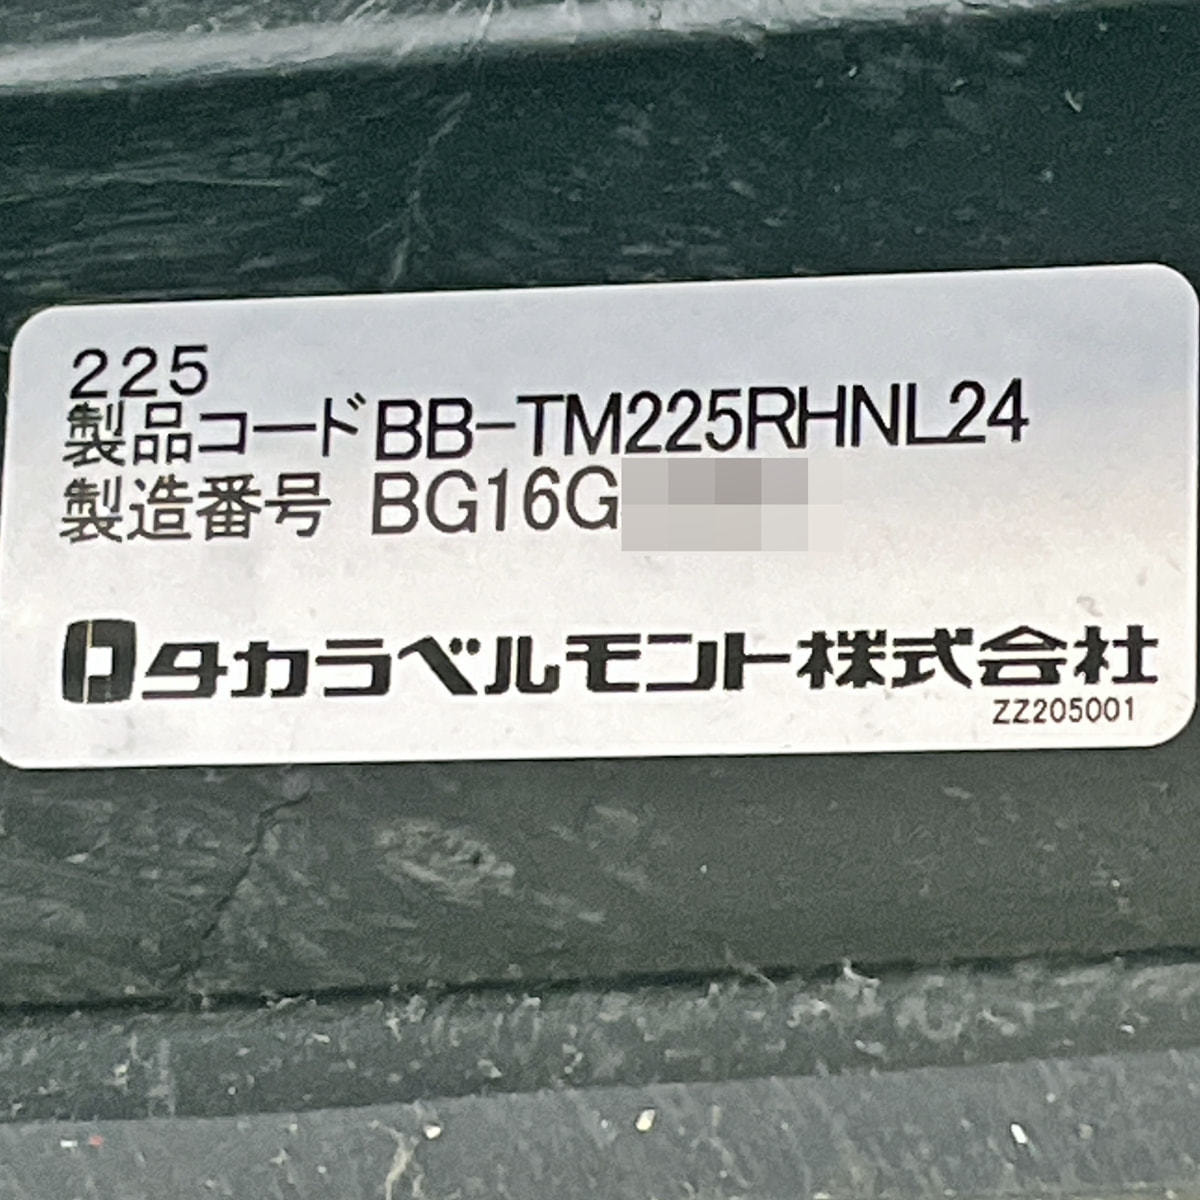 225
製品コードBB-TM225RHNL24
製造番号 BG16G
タカラベルモント株式会社
ZZ205001